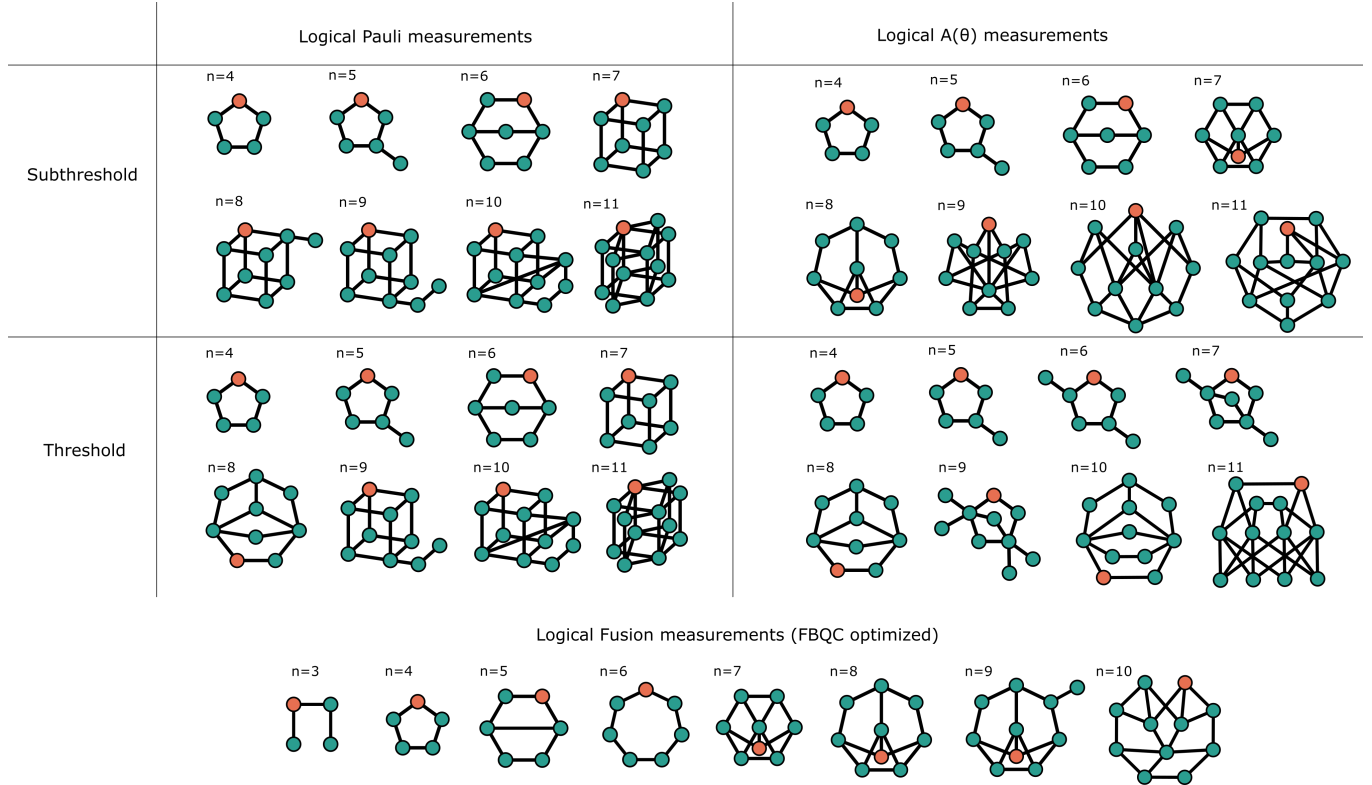 Logical Pauli measurements
Logical A(θ) measurements
Subthreshold
n=4
n=5
n=6
n=7
n=8
n=9
n=10
n=11
n=4
n=5
n=6
n=7
n=8
n=9
n=10
n=11
Threshold
n=4
n=5
n=6
n=7
n=8
n=9
n=10
n=11
n=4
n=5
n=6
n=7
n=8
n=9
n=10
n=11
Logical Fusion measurements (FBQC optimized)
n=3
n=4
n=5
n=6
n=7
n=8
n=9
n=10